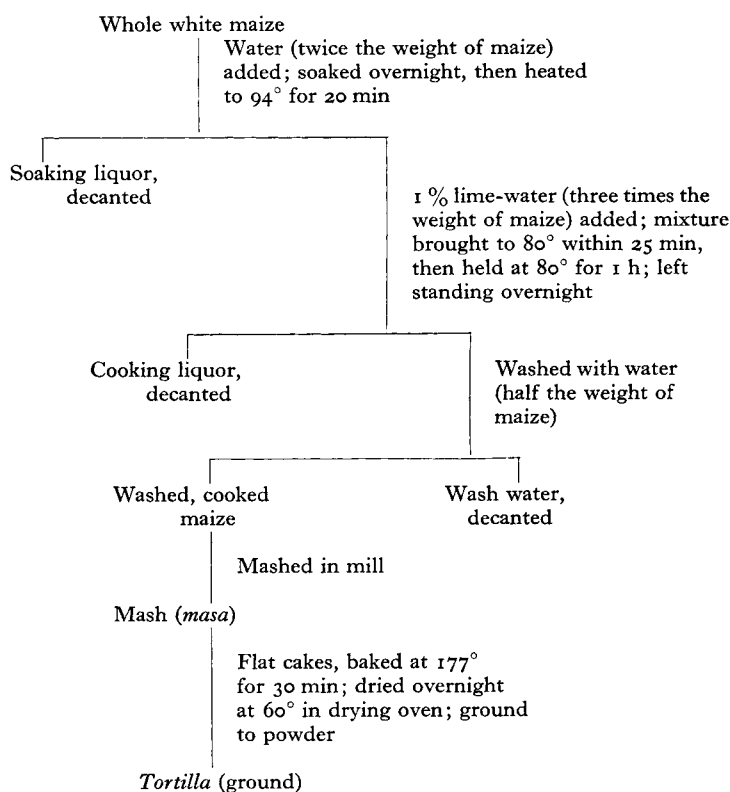 Whole white maize
Water (twice the weight of maize)
added; soaked overnight, then heated
to 94° for 20 min
Soaking liquor,
decanted
1 % lime-water (three times the
weight of maize) added; mixture
brought to 80° within 25 min,
then held at 80° for 1 h; left
standing overnight
Cooking liquor,
decanted
Washed with water
(half the weight of
maize)
Washed, cooked
maize
Wash water,
decanted
Mashed in mill
Mash (masa)
Flat cakes, baked at 177°
for 30 min; dried overnight
at 60° in drying oven; ground
to powder
Tortilla (ground)